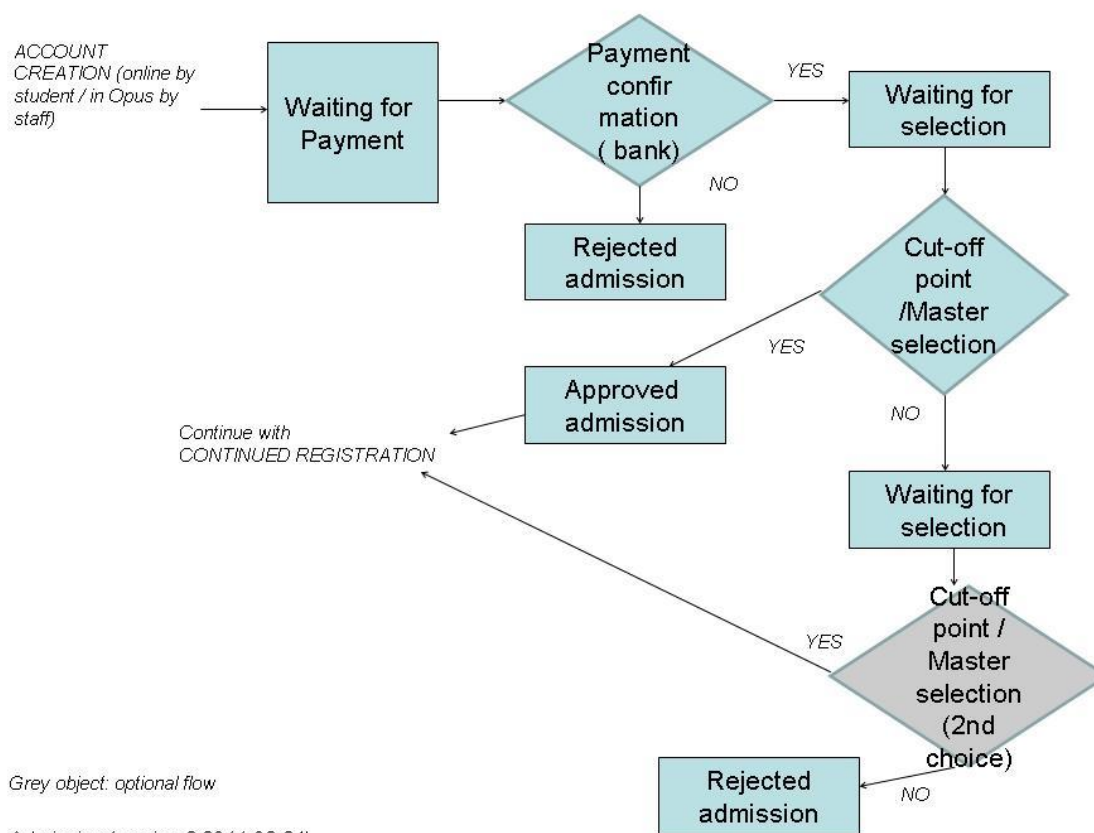 ACCOUNT
CREATION (online by
student / in Opus by
staff)
Waiting for
Payment
Payment
confir
mation
( bank)
YES
Waiting for
selection
NO
Rejected
admission
Cut-off
point
/Master
selection
YES
Approved
admission
NO
Continue with
CONTINUED REGISTRATION
Waiting for
selection
Cut-off
point /
Master
selection
(2nd
choice)
YES
NO
Rejected
admission
Grey object: optional flow